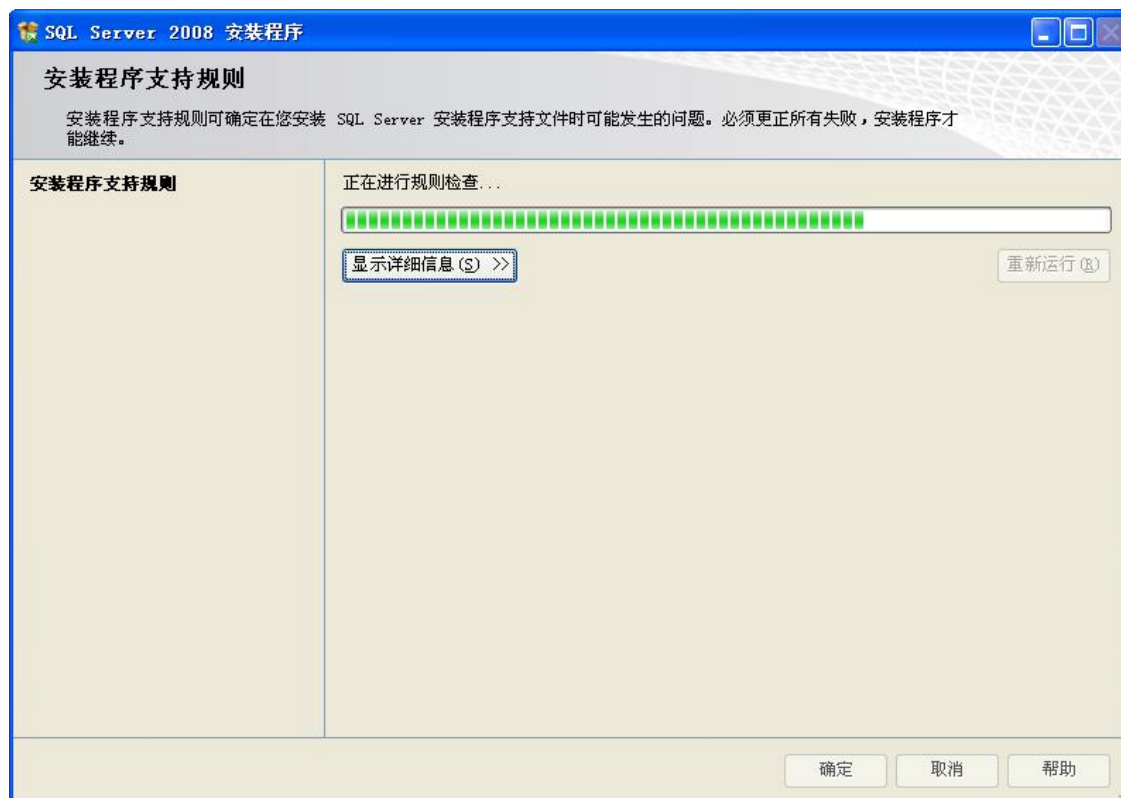 SQL Server 2008 安装程序
安装程序支持规则
安装程序支持规则可确定在您安装 SQL Server 安装程序支持文件时可能发生的问题。必须更正所有失败，安装程序才
能继续。
安装程序支持规则
正在进行规则检查...
显示详细信息(S) >>
重新运行(R)
确定
取消
帮助